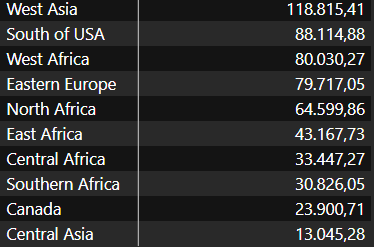 West Asia 118.815,41
South of USA 88.114,88
West Africa 80.030,27
Eastern Europe 79.717,05
North Africa 64.599,86
East Africa 43.167,73
Central Africa 33.447,27
Southern Africa 30.826,05
Canada 23.900,71
Central Asia 13.045,28